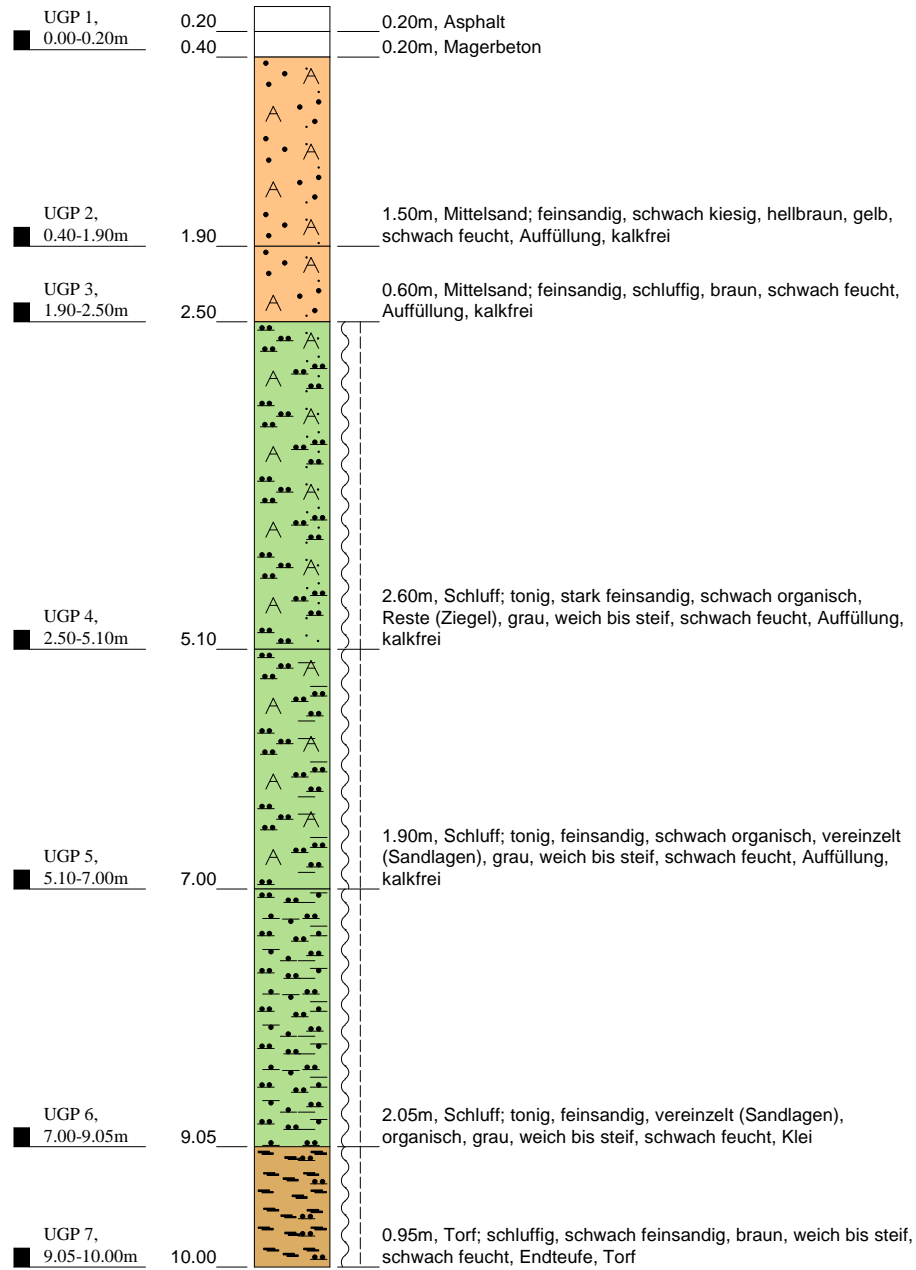 UGP 1,
0.00-0.20m
0.20
0.20m, Asphalt
0.40
0.20m, Magerbeton
UGP 2,
0.40-1.90m
1.90
1.50m, Mittelsand; feinsandig, schwach kiesig, hellbraun, gelb,
schwach feucht, Auffüllung, kalkfrei
UGP 3,
1.90-2.50m
2.50
0.60m, Mittelsand; feinsandig, schluffig, braun, schwach feucht,
Auffüllung, kalkfrei
UGP 4,
2.50-5.10m
5.10
2.60m, Schluff; tonig, stark feinsandig, schwach organisch,
Reste (Ziegel), grau, weich bis steif, schwach feucht, Auffüllung,
kalkfrei
UGP 5,
5.10-7.00m
7.00
1.90m, Schluff; tonig, feinsandig, schwach organisch, vereinzelt
(Sandlagen), grau, weich bis steif, schwach feucht, Auffüllung,
kalkfrei
UGP 6,
7.00-9.05m
9.05
2.05m, Schluff; tonig, feinsandig, vereinzelt (Sandlagen),
organisch, grau, weich bis steif, schwach feucht, Klei
UGP 7,
9.05-10.00m
10.00
0.95m, Torf; schluffig, schwach feinsandig, braun, weich bis steif,
schwach feucht, Endteufe, Torf